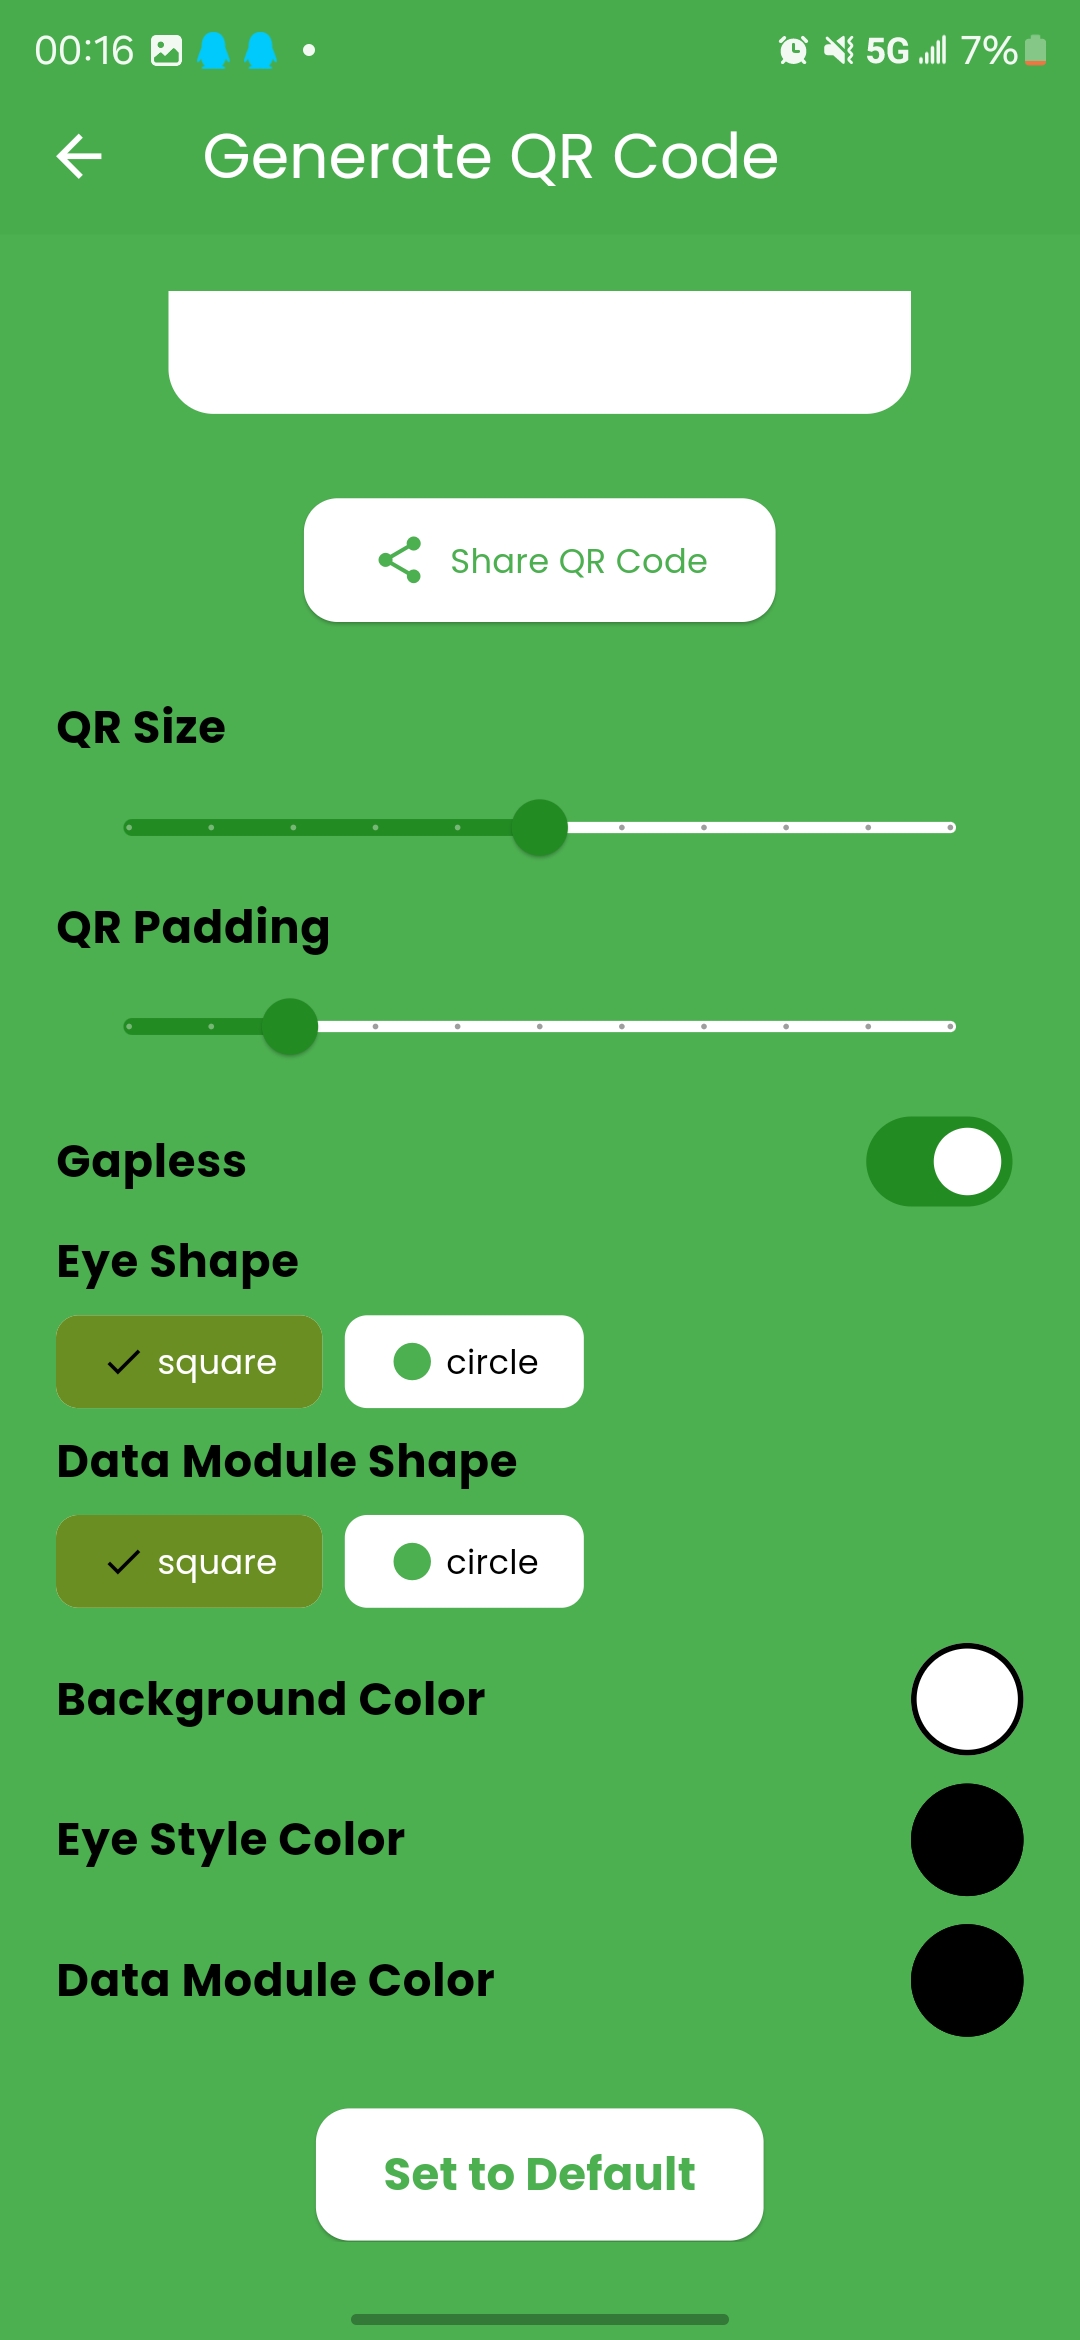 00:16 5G 7%
Generate QR Code
Share QR Code
QR Size
QR Padding
Gapless
Eye Shape
square circle
Data Module Shape
square circle
Background Color
Eye Style Color
Data Module Color
Set to Default